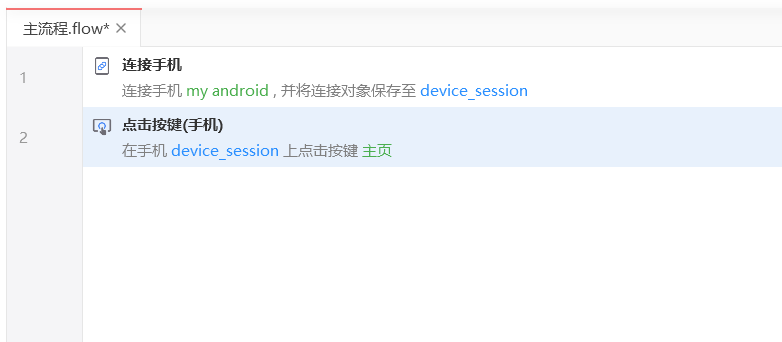 主流程.flow*
1
连接手机
连接手机 my android , 并将连接对象保存至 device_session
2
点击按键(手机)
在手机 device_session 上点击按键 主页